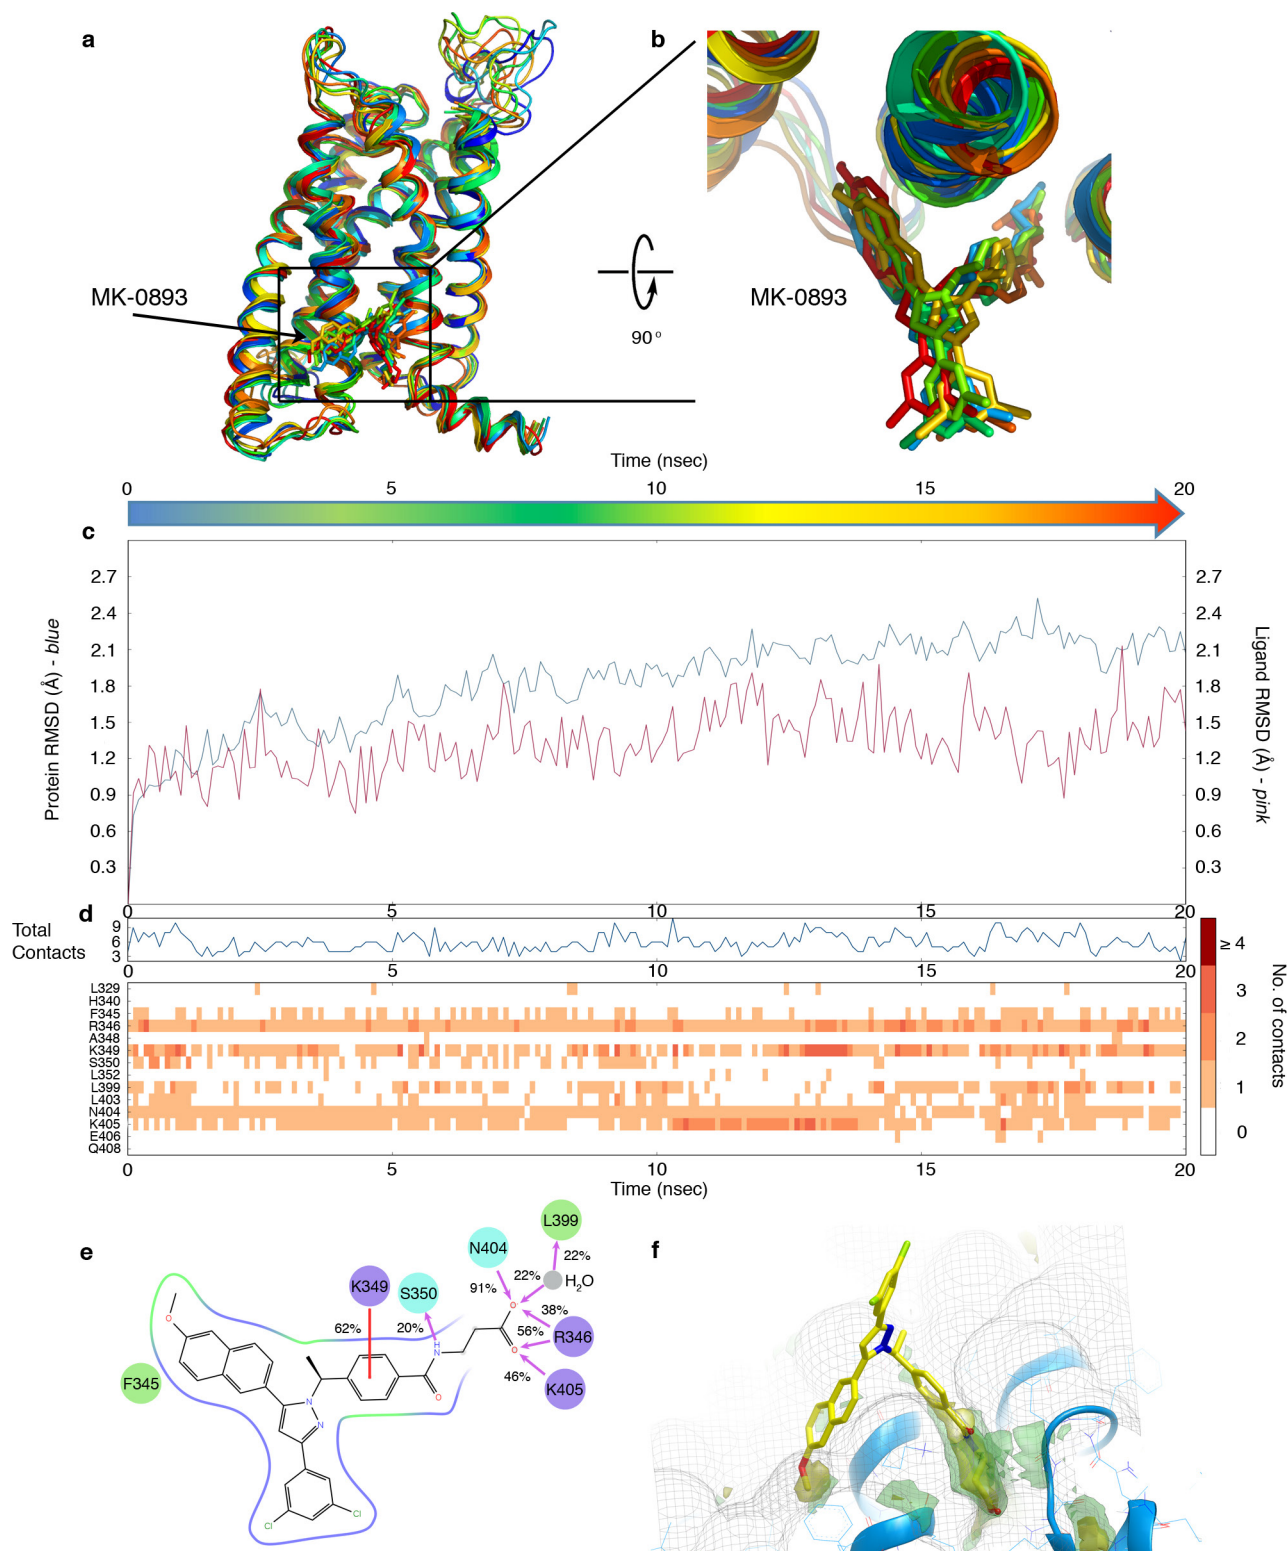 a
b
MK-0893
90 °
MK-0893
Time (nsec)
0 5 10 15 20
c
2.7 2.7
2.4 2.4
2.1 2.1
1.8 1.8
1.5 1.5
1.2 1.2
0.9 0.9
0.6 0.6
0.3 0.3
Protein RMSD (Å) - blue
Ligand RMSD (Å) - pink
0 5 10 15 20
d
Total
Contacts
9
6
3
0 5 10 15 20
L329
H340
F345
R346
A348
K349
S350
L352
L399
L403
N404
K405
E406
Q408
0 5 10 15 20
Time (nsec)
≥ 4
3
2
1
0
No. of contacts
e
L399
N404
22%
K349
S350
22%
H2O
91%
38%
62%
20%
56%
R346
O
O
H
N
O
46%
K405
O
F345
N
N
Cl
Cl
f